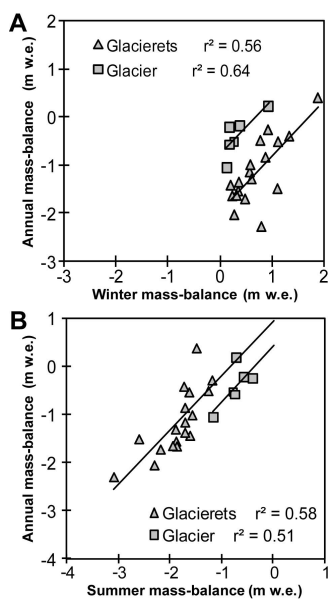 A
Annual mass-balance (m w.e.)
2
1
0
-1
-2
-3
Glacierets r² = 0.56
Glacier r² = 0.64
-3 -2 -1 0 1 2
Winter mass-balance (m w.e.)
B
Annual mass-balance (m w.e.)
1
0
-1
-2
-3
-4
Glacierets r² = 0.58
Glacier r² = 0.51
-4 -3 -2 -1 0 1
Summer mass-balance (m w.e.)